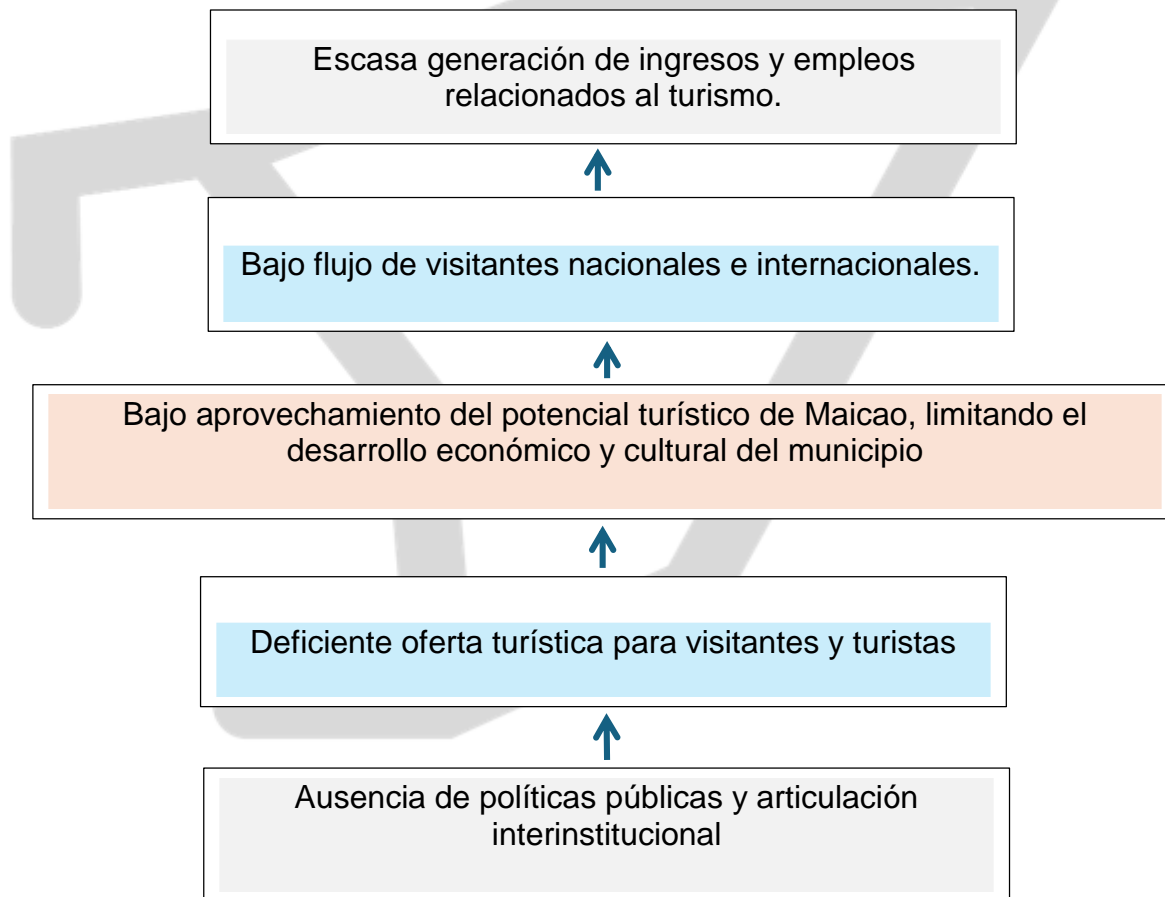 Escasa generación de ingresos y empleos
relacionados al turismo.
Bajo flujo de visitantes nacionales e internacionales.
Bajo aprovechamiento del potencial turístico de Maicao, limitando el
desarrollo económico y cultural del municipio
Deficiente oferta turística para visitantes y turistas
Ausencia de políticas públicas y articulación
interinstitucional